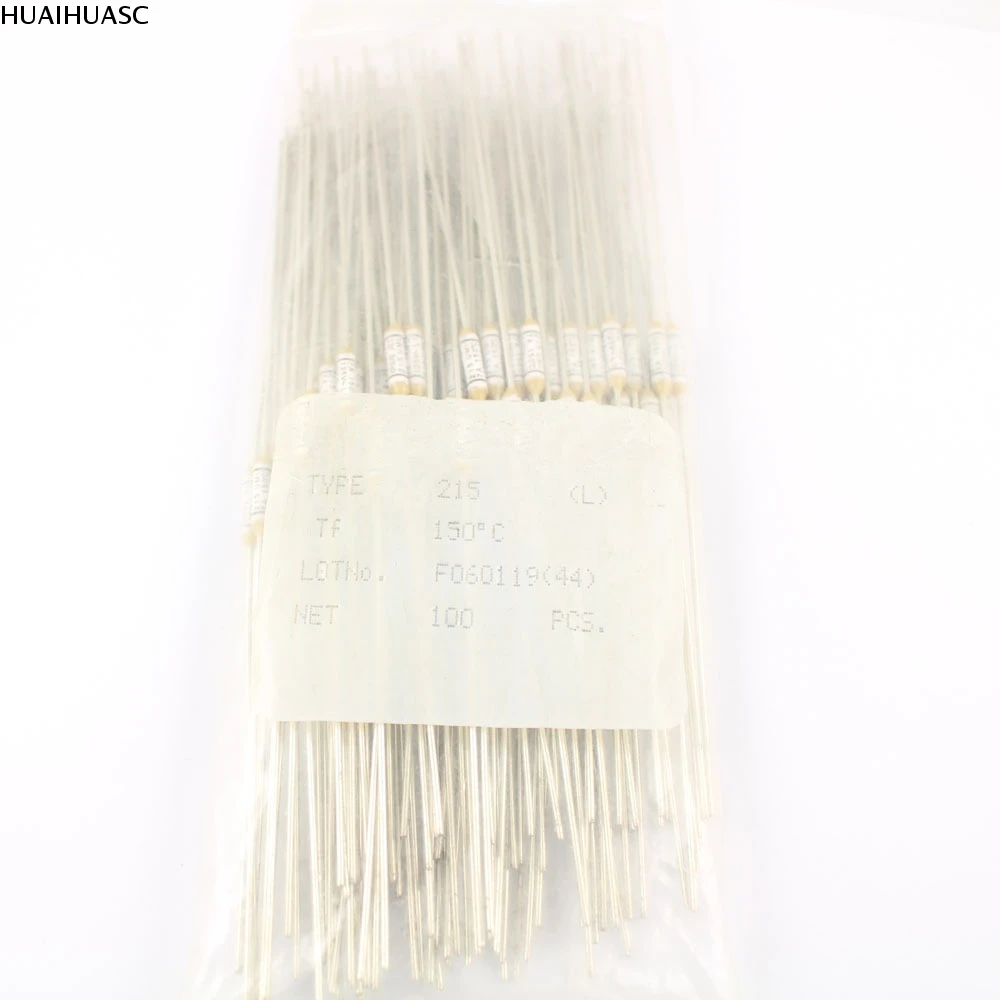 HUAIHUASC
TYPE 215 (L) L
Tf 150°C
LOTNo. F060119(44)
NET 100 PCS.